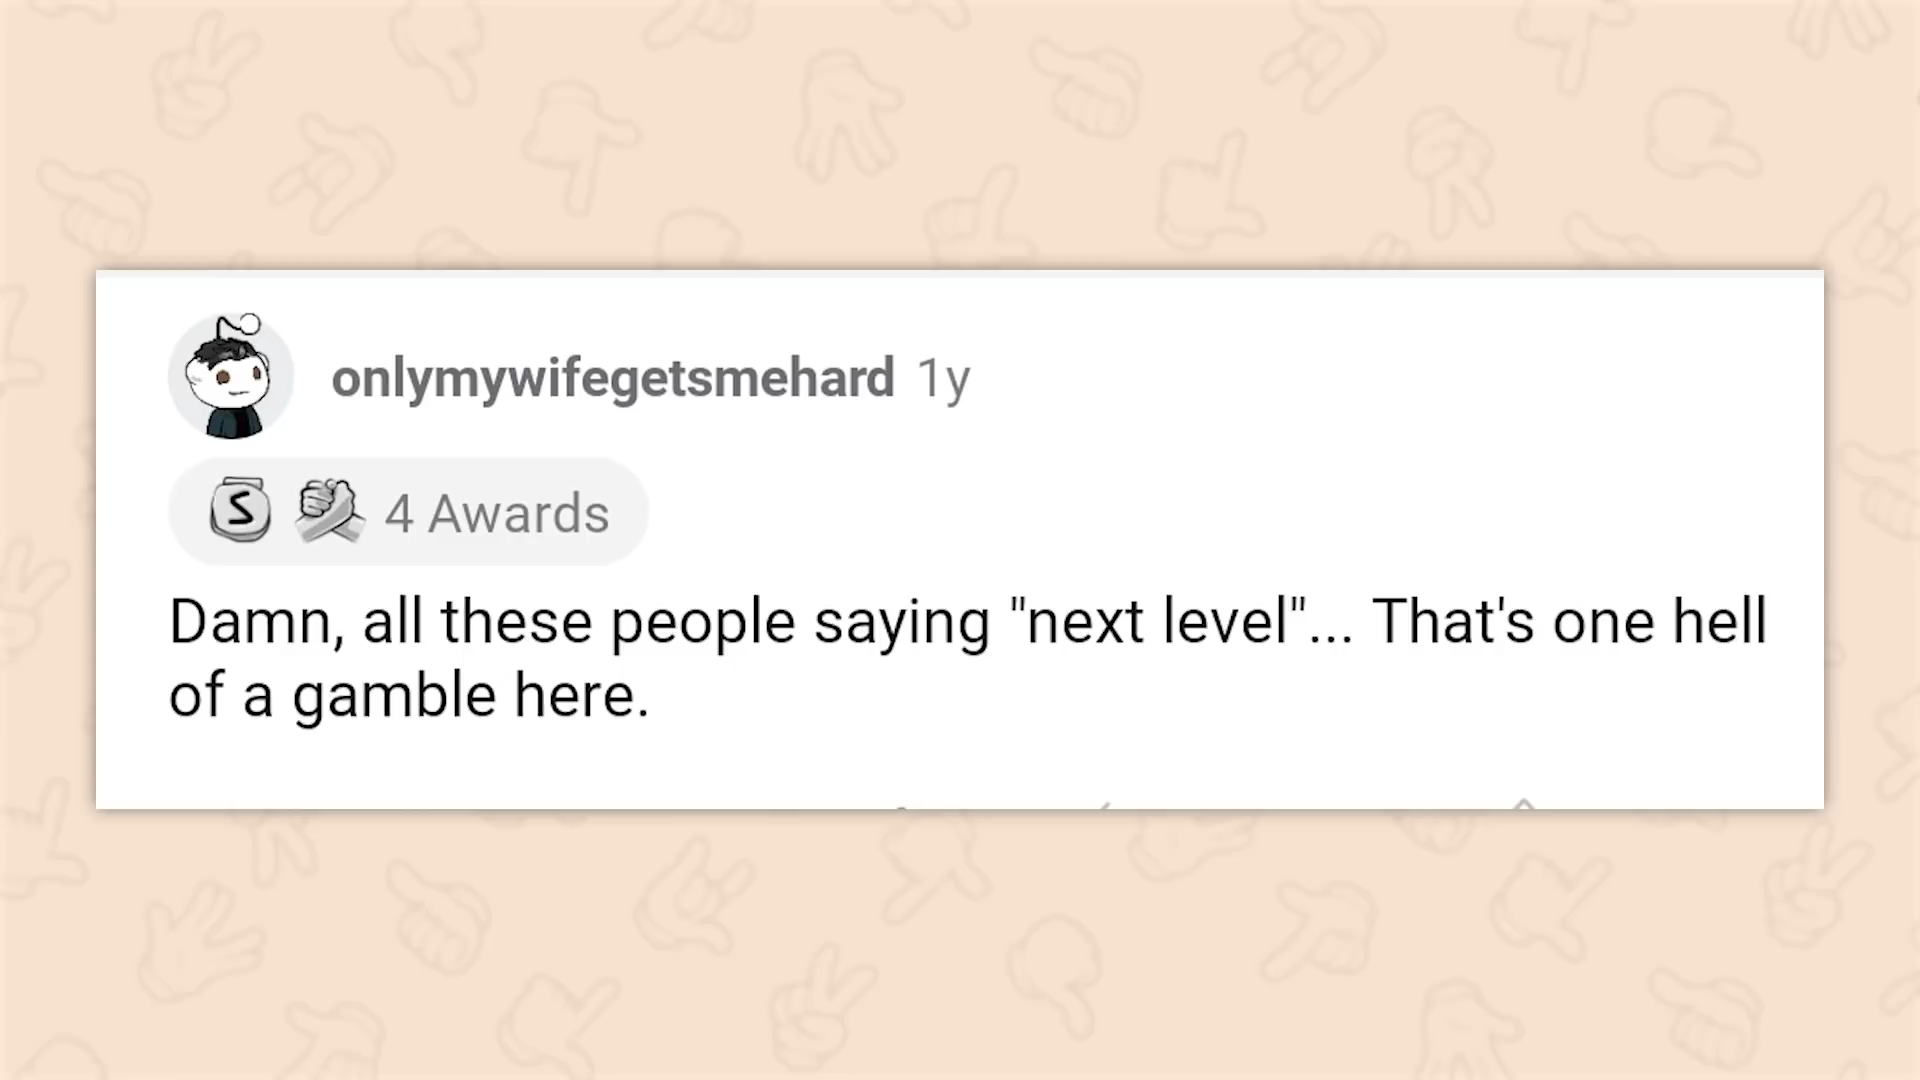 onlymywifegetsmehard 1y
S 4 Awards
Damn, all these people saying "next level"... That's one hell
of a gamble here.